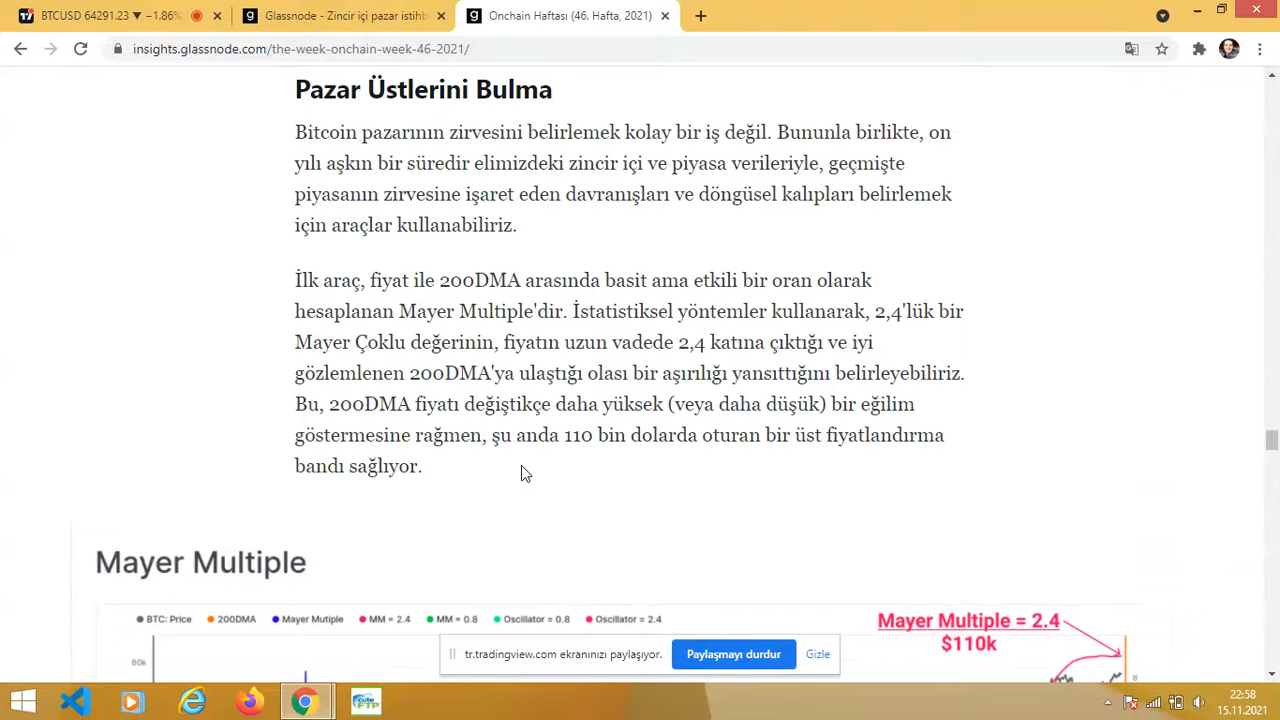 BTCUSD 64291.23 ▼ −1.86%
Glassnode - Zincir içi pazar istihb
Onchain Haftası (46. Hafta, 2021)
insights.glassnode.com/the-week-onchain-week-46-2021/
Pazar Üstlerini Bulma
Bitcoin pazarının zirvesini belirlemek kolay bir iş değil. Bununla birlikte, on
yılı aşkın bir süredir elimizdeki zincir içi ve piyasa verileriyle, geçmişte
piyasanın zirvesine işaret eden davranışları ve döngüsel kalıpları belirlemek
için araçlar kullanabiliriz.
İlk araç, fiyat ile 200DMA arasında basit ama etkili bir oran olarak
hesaplanan Mayer Multiple'dir. İstatistiksel yöntemler kullanarak, 2,4'lük bir
Mayer Çoklu değerinin, fiyatın uzun vadede 2,4 katına çıktığı ve iyi
gözlemlenen 200DMA'ya ulaştığı olası bir aşırılığı yansıttığını belirleyebiliriz.
Bu, 200DMA fiyatı değiştikçe daha yüksek (veya daha düşük) bir eğilim
göstermesine rağmen, şu anda 110 bin dolarda oturan bir üst fiyatlandırma
bandı sağlıyor.
Mayer Multiple
BTC: Price 200DMA Mayer Mutiple MM = 2.4 MM = 0.8 Oscillator = 0.8 Oscillator = 2.4
Mayer Multiple = 2.4
$110k
80k
8
tr.tradingview.com ekranınızı paylaşıyor. Paylaşmayı durdur Gizle
cute
FTP
22:58
15.11.2021